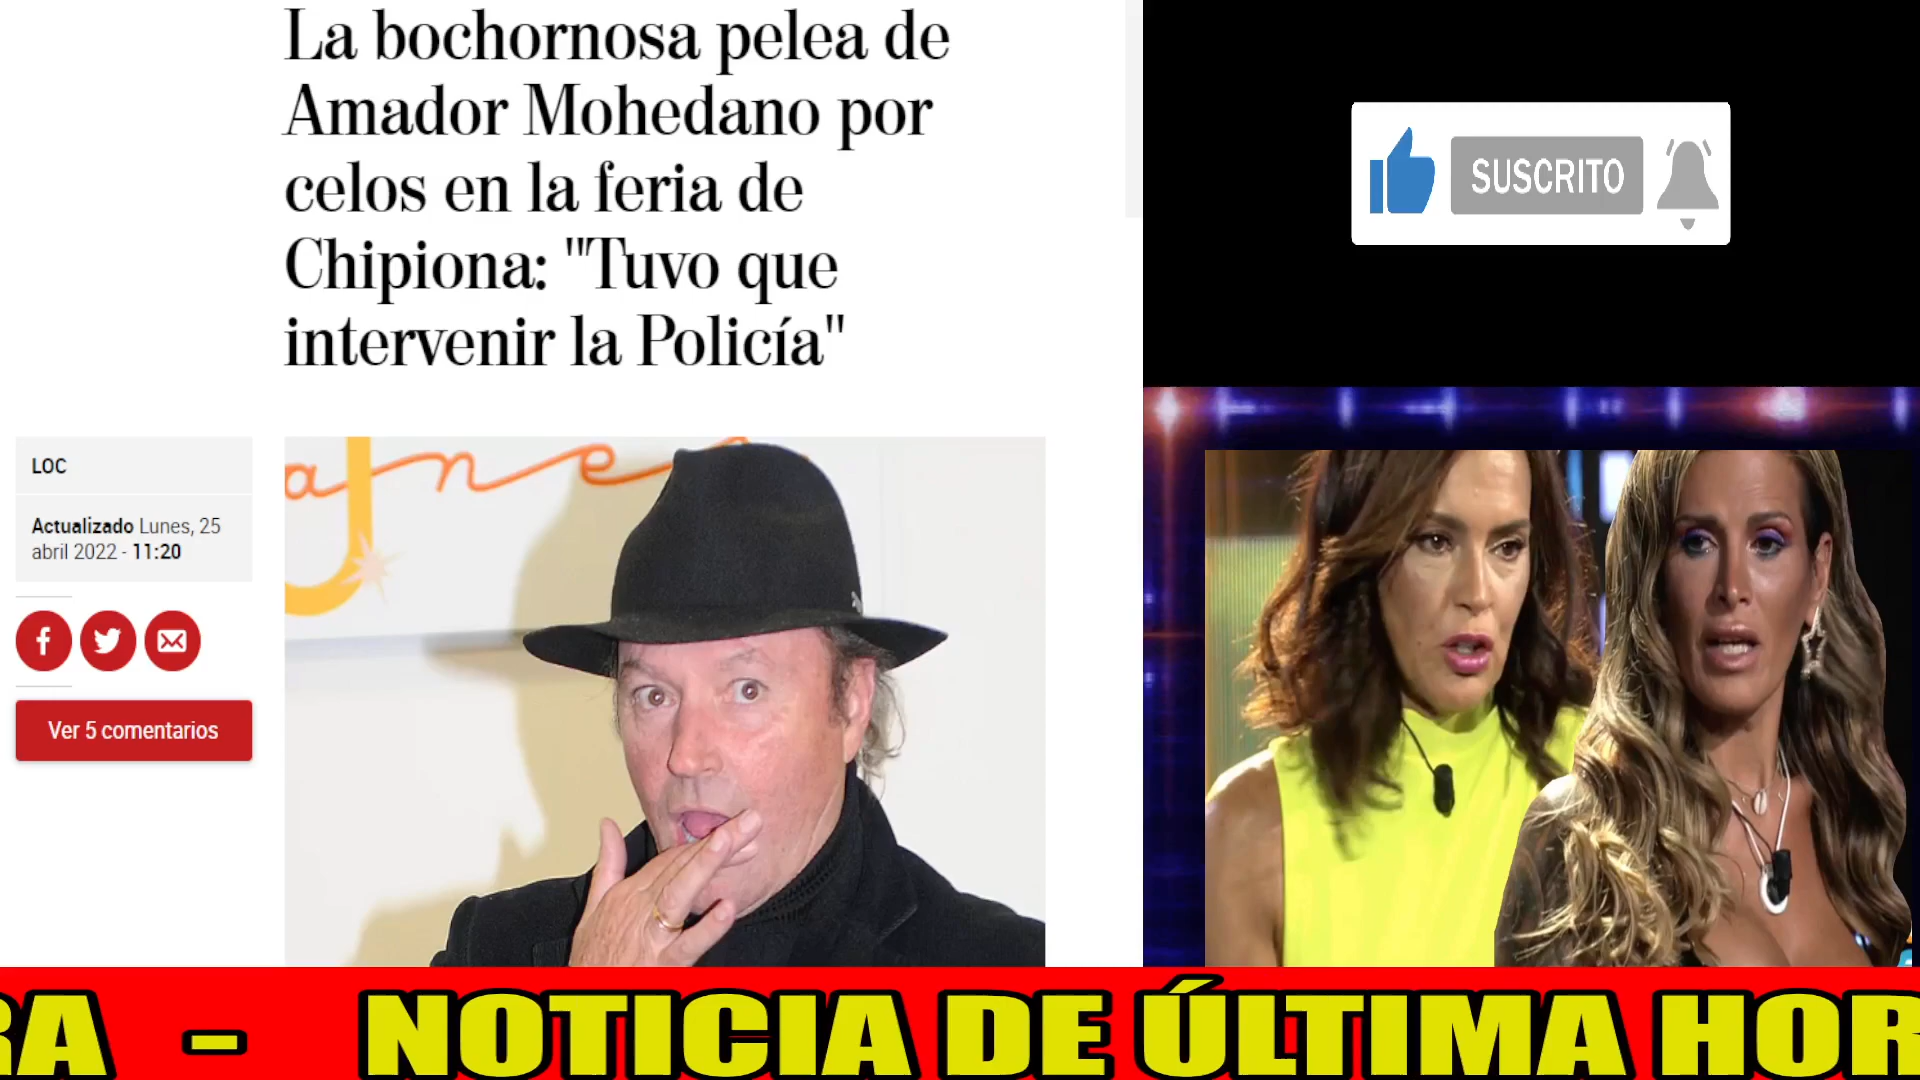 La bochornosa pelea de
Amador Mohedano por
celos en la feria de
Chipiona: "Tuvo que
intervenir la Policía"
SUSCRITO
LOC
Actualizado Lunes, 25
abril 2022 - 11:20
Ver 5 comentarios
RA - NOTICIA DE ÚLTIMA HOR